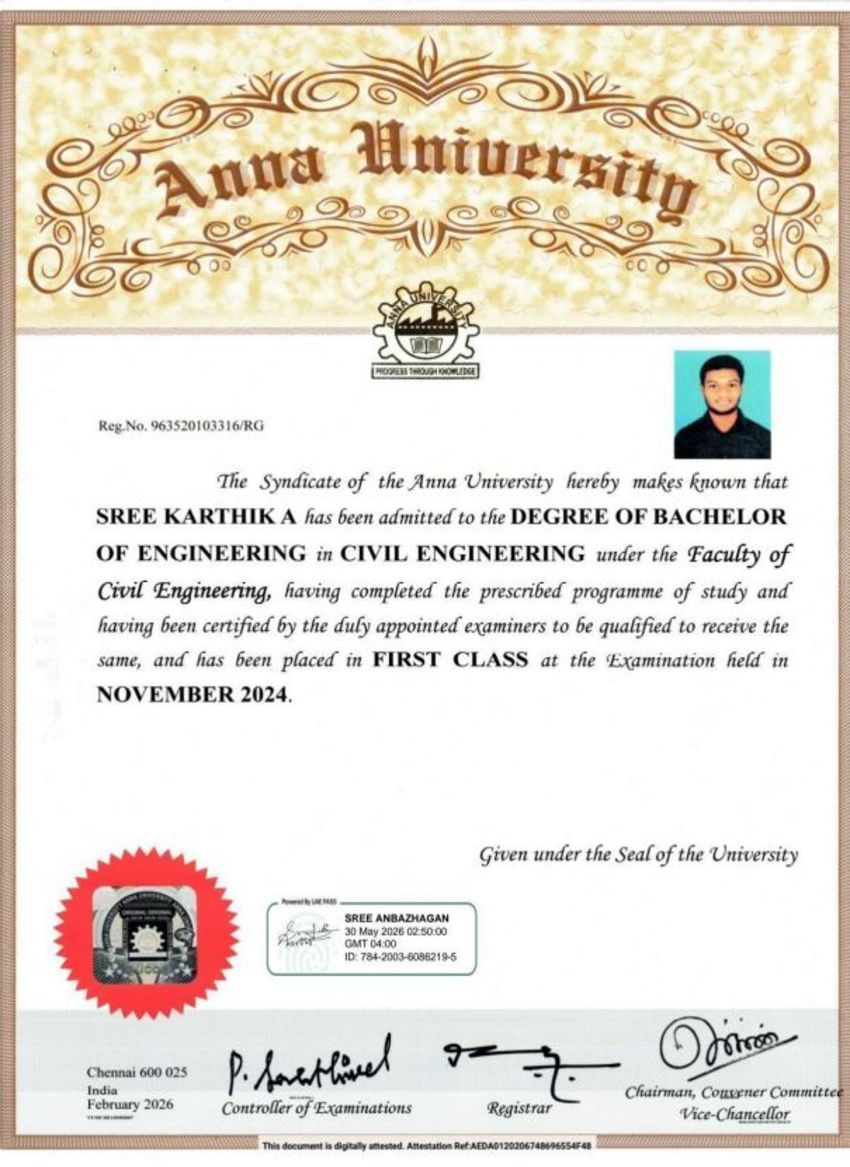 Anna University
ANNA UNIVERSITY
PROGRESS THROUGH KNOWLEDGE
Reg.No. 963520103316/RG
The Syndicate of the Anna University hereby makes known that
SREE KARTHIK A has been admitted to the DEGREE OF BACHELOR
OF ENGINEERING in CIVIL ENGINEERING under the Faculty of
Civil Engineering, having completed the prescribed programme of study and
having been certified by the duly appointed examiners to be qualified to receive the
same, and has been placed in FIRST CLASS at the Examination held in
NOVEMBER 2024.
Given under the Seal of the University
Powered By UAE PASS
SREE ANBAZHAGAN
30 May 2026 02:50:00
GMT 04:00
ID: 784-2003-6086219-5
Chennai 600 025
India
February 2026
Controller of Examinations
Registrar
Chairman, Convener Committee
Vice-Chancellor
This document is digitally attested. Attestation Ref:AEDA0120206748696554F48